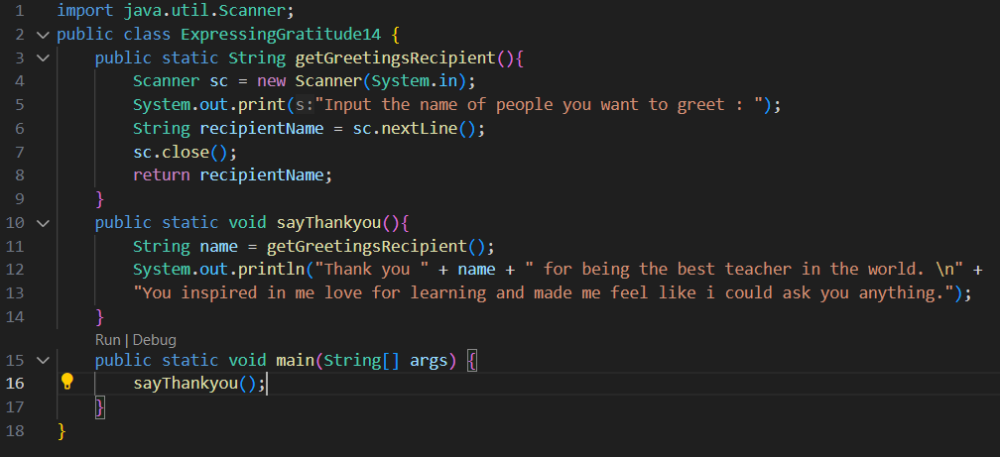 1 import java.util.Scanner;
2 public class ExpressingGratitude14 {
3 public static String getGreetingsRecipient(){
4 Scanner sc = new Scanner(System.in);
5 System.out.print(s:"Input the name of people you want to greet : ");
6 String recipientName = sc.nextLine();
7 sc.close();
8 return recipientName;
9 }
10 public static void sayThankyou(){
11 String name = getGreetingsRecipient();
12 System.out.println("Thank you " + name + " for being the best teacher in the world. \n" +
13 "You inspired in me love for learning and made me feel like i could ask you anything.");
14 }
Run | Debug
15 public static void main(String[] args) {
16 sayThankyou();
17 }
18 }